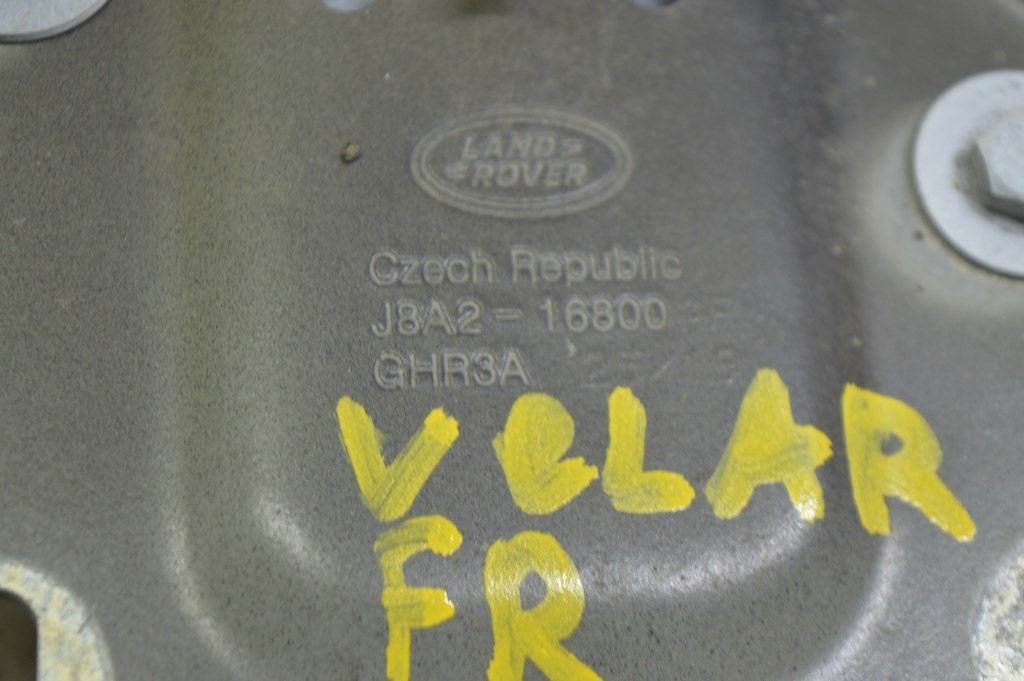 LAND
ROVER
Czech Republic
J8A2 - 16800
GHR3A
VELAR
FR